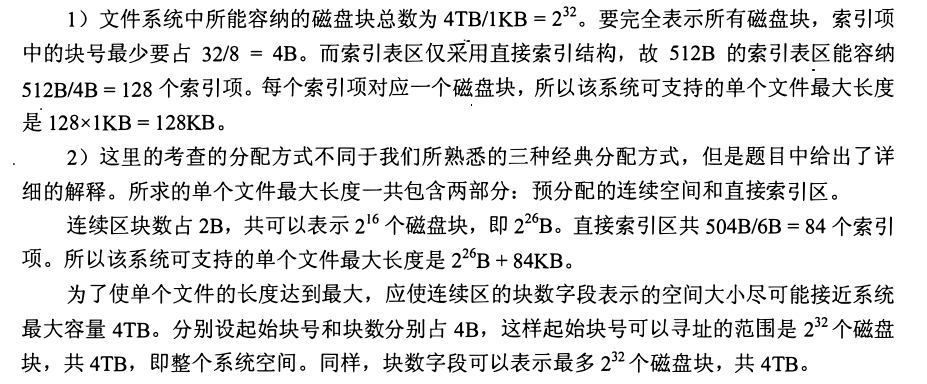 1）文件系统中所能容纳的磁盘块总数为 4TB/1KB = 2³²。要完全表示所有磁盘块，索引项
中的块号最少要占 32/8 = 4B。而索引表区仅采用直接索引结构，故 512B 的索引表区能容纳
512B/4B = 128 个索引项。每个索引项对应一个磁盘块，所以该系统可支持的单个文件最大长度
是 128×1KB = 128KB。
2）这里的考查的分配方式不同于我们所熟悉的三种经典分配方式，但是题目中给出了详
细的解释。所求的单个文件最大长度一共包含两部分：预分配的连续空间和直接索引区。
连续区块数占 2B，共可以表示 2¹⁶ 个磁盘块，即 2²⁶B。直接索引区共 504B/6B = 84 个索引
项。所以该系统可支持的单个文件最大长度是 2²⁶B + 84KB。
为了使单个文件的长度达到最大，应使连续区的块数字段表示的空间大小尽可能接近系统
最大容量 4TB。分别设起始块号和块数分别占 4B，这样起始块号可以寻址的范围是 2³² 个磁盘
块，共 4TB，即整个系统空间。同样，块数字段可以表示最多 2³² 个磁盘块，共 4TB。